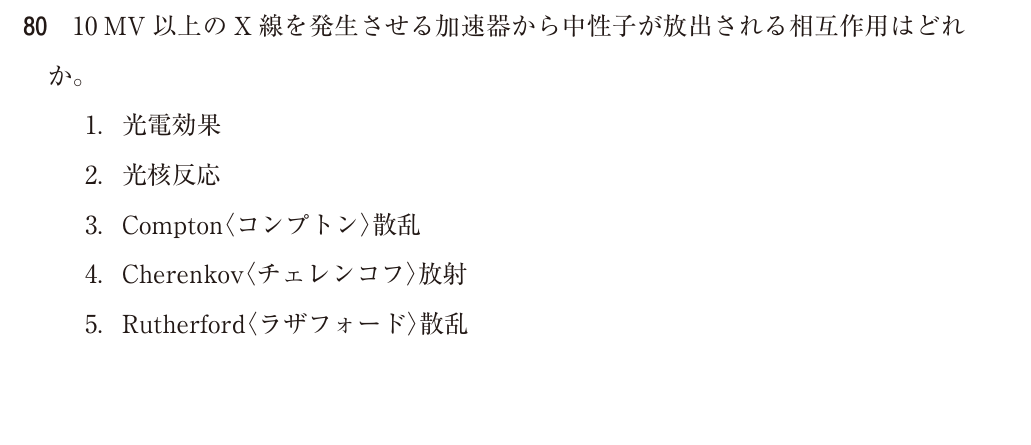 80 10 MV 以上の X 線を発生させる加速器から中性子が放出される相互作用はどれ
か。
1. 光電効果
2. 光核反応
3. Compton〈コンプトン〉散乱
4. Cherenkov〈チェレンコフ〉放射
5. Rutherford〈ラザフォード〉散乱